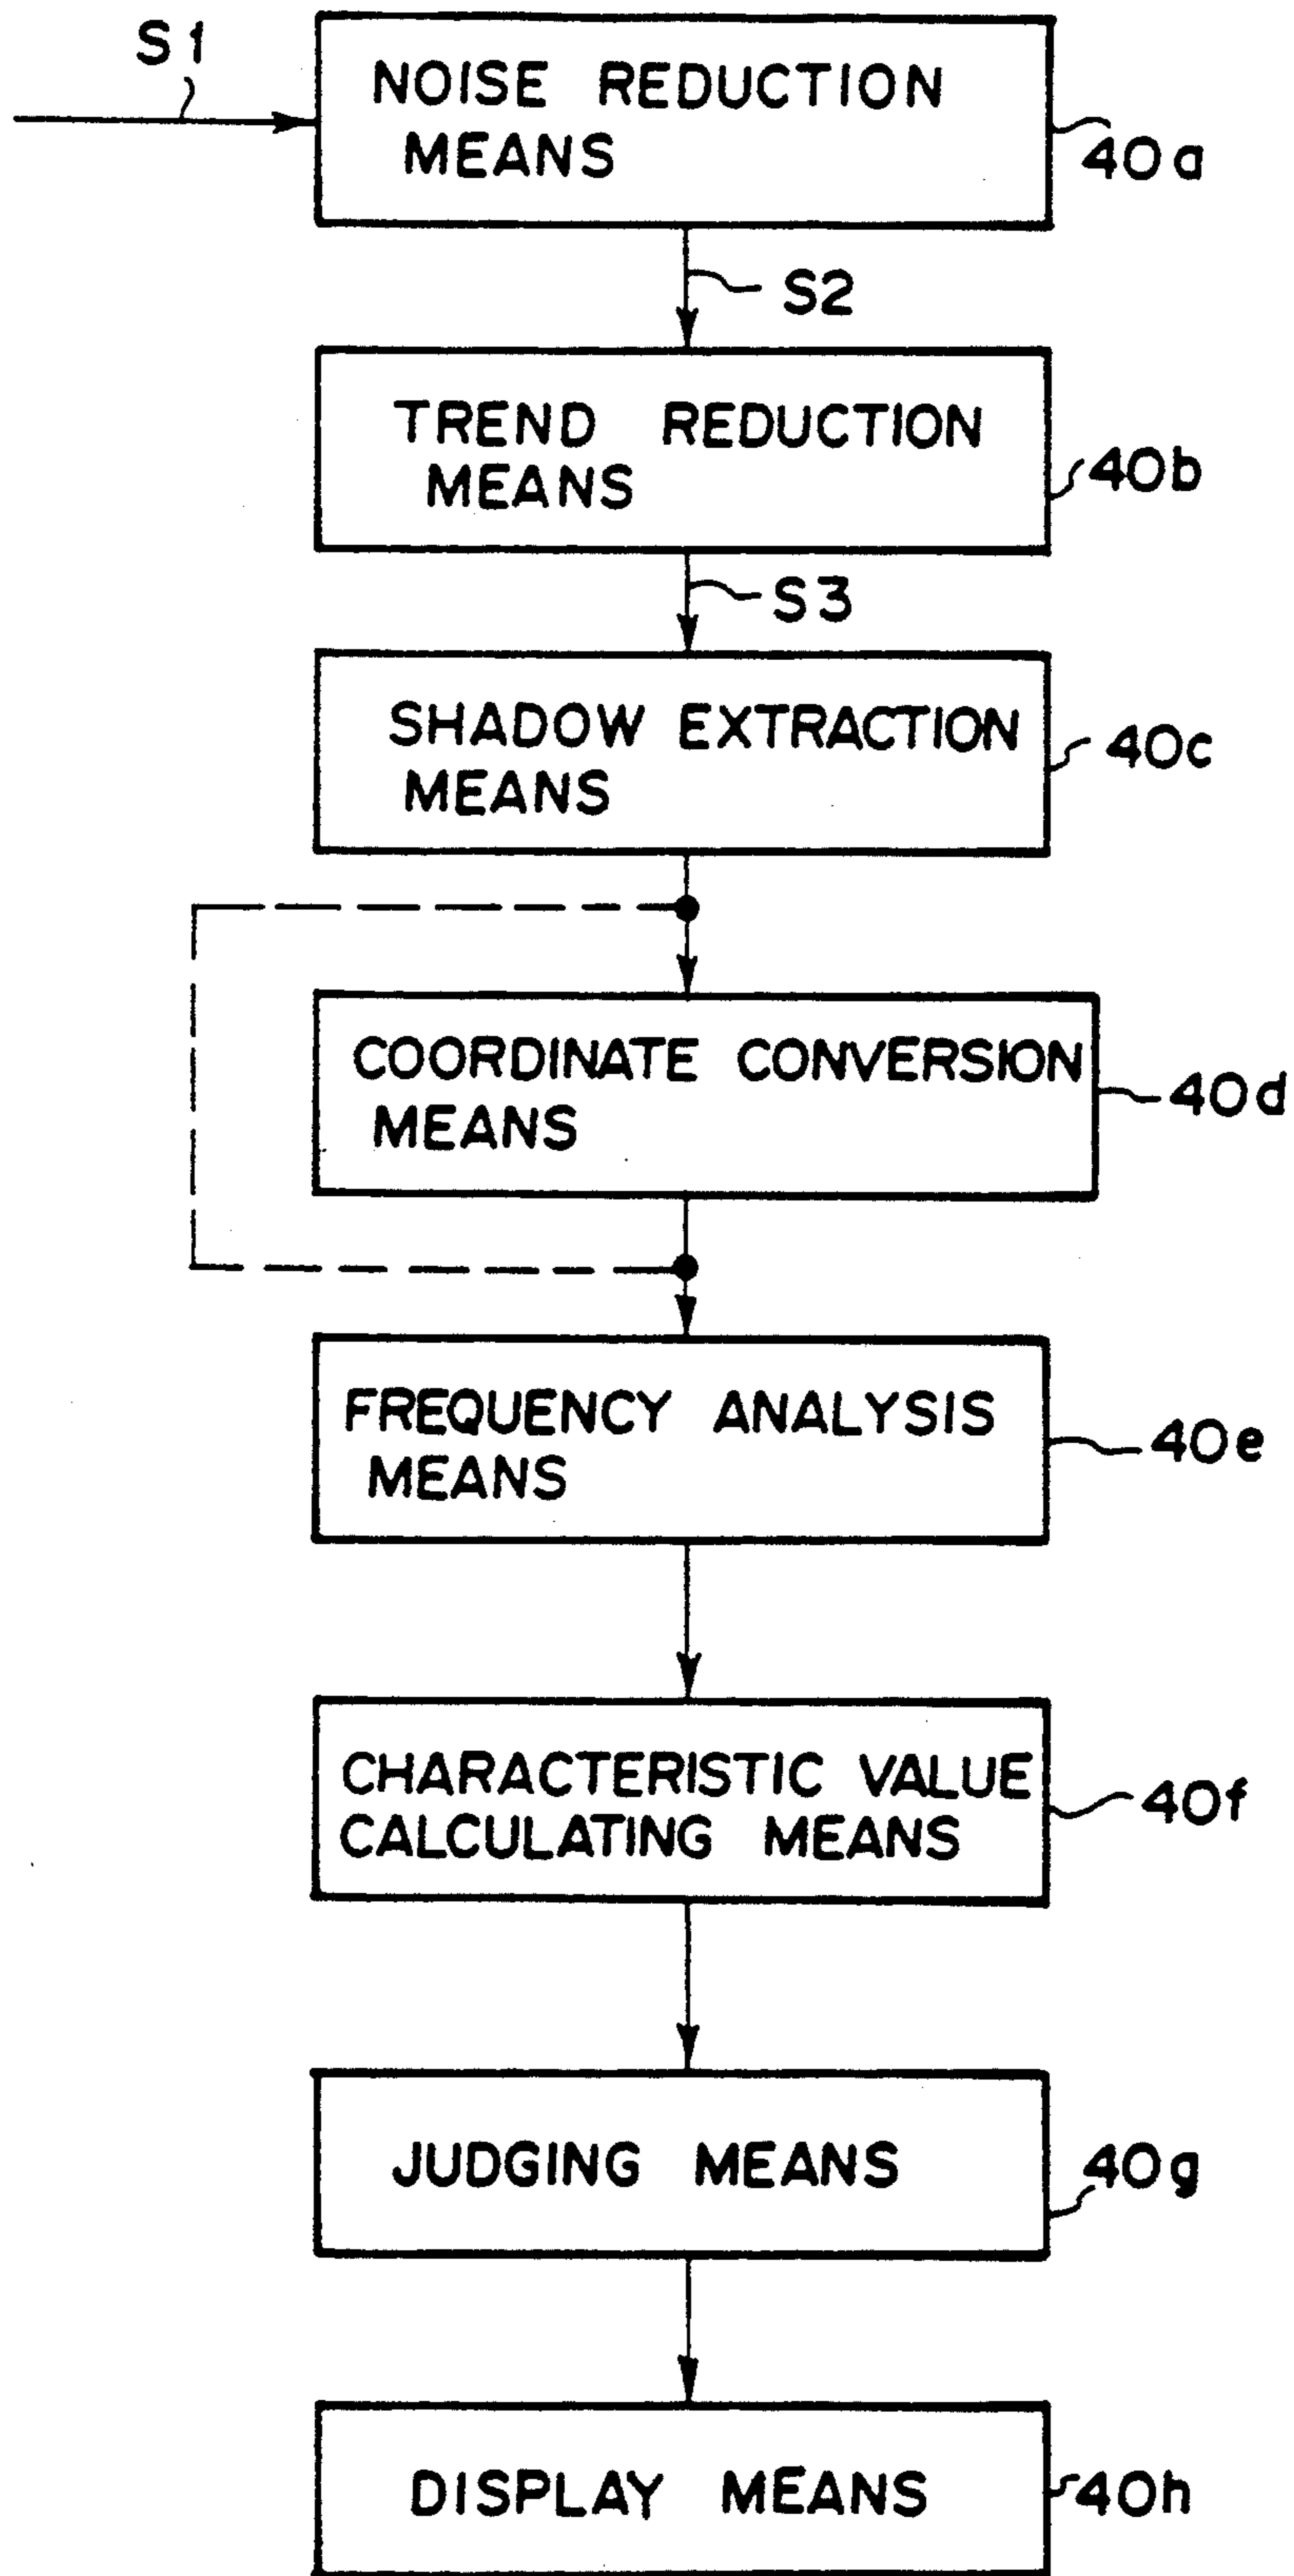 S1
NOISE REDUCTION
MEANS
40a
S2
TREND REDUCTION
MEANS
40b
S3
SHADOW EXTRACTION
MEANS
40c
COORDINATE CONVERSION
MEANS
40d
FREQUENCY ANALYSIS
MEANS
40e
CHARACTERISTIC VALUE
CALCULATING MEANS
40f
JUDGING MEANS
40g
DISPLAY MEANS
40h